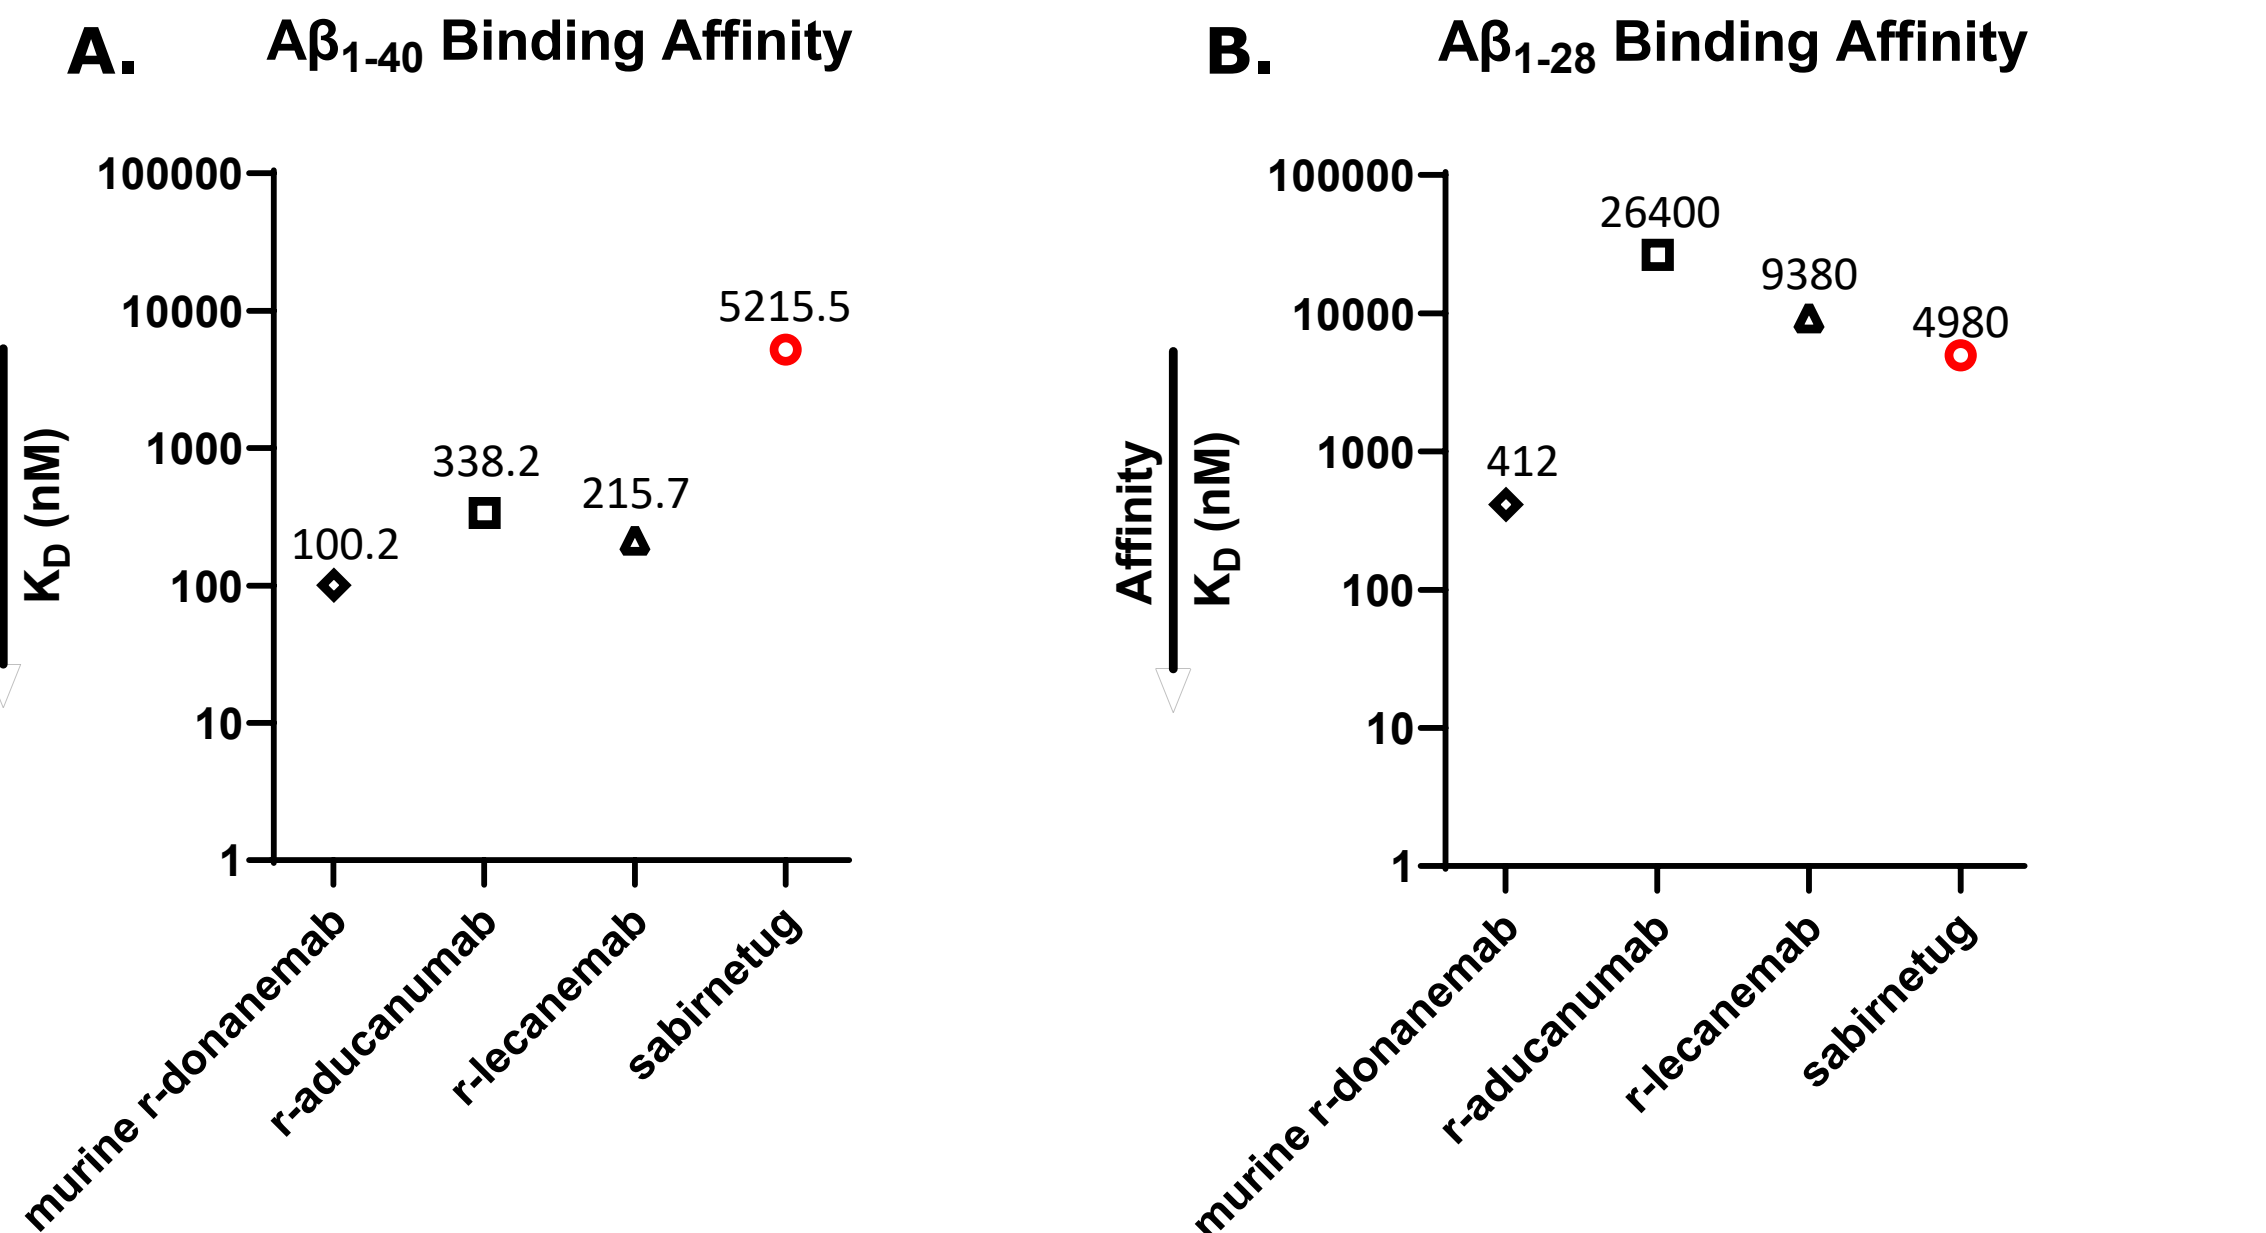 A.
Aβ1-40 Binding Affinity
100000
10000
1000
100
10
1
KD (nM)
100.2
338.2
215.7
5215.5
murine r-donanemab
r-aducanumab
r-lecanemab
sabirnetug
B.
Aβ1-28 Binding Affinity
100000
10000
1000
100
10
1
Affinity
KD (nM)
412
26400
9380
4980
murine r-donanemab
r-aducanumab
r-lecanemab
sabirnetug